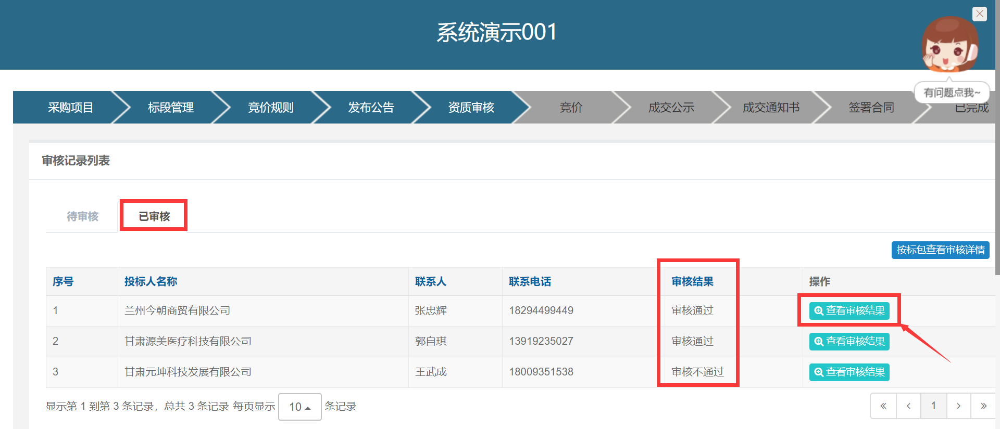 系统演示001
有问题点我~
采购项目 标段管理 竞价规则 发布公告 资质审核 竞价 成交公示 成交通知书 签署合同 已完成
审核记录列表
待审核 已审核
按标包查看审核详情
序号 投标人名称 联系人 联系电话 审核结果 操作
1 兰州今朝商贸有限公司 张忠辉 18294499449 审核通过 查看审核结果
2 甘肃源美医疗科技有限公司 郭自琪 13919235027 审核通过 查看审核结果
3 甘肃元坤科技发展有限公司 王武成 18009351538 审核不通过 查看审核结果
显示第 1 到第 3 条记录，总共 3 条记录 每页显示 10 条记录 « ‹ 1 › »